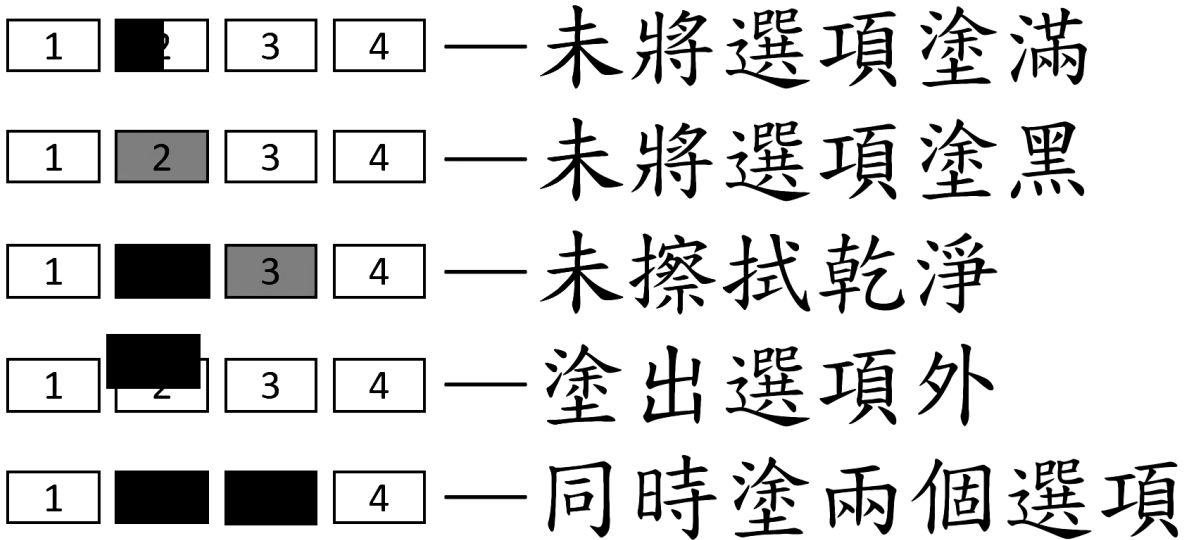 1 2 3 4 — 未將選項塗滿
1 2 3 4 — 未將選項塗黑
1 3 4 — 未擦拭乾淨
1 2 3 4 — 塗出選項外
1 4 — 同時塗兩個選項